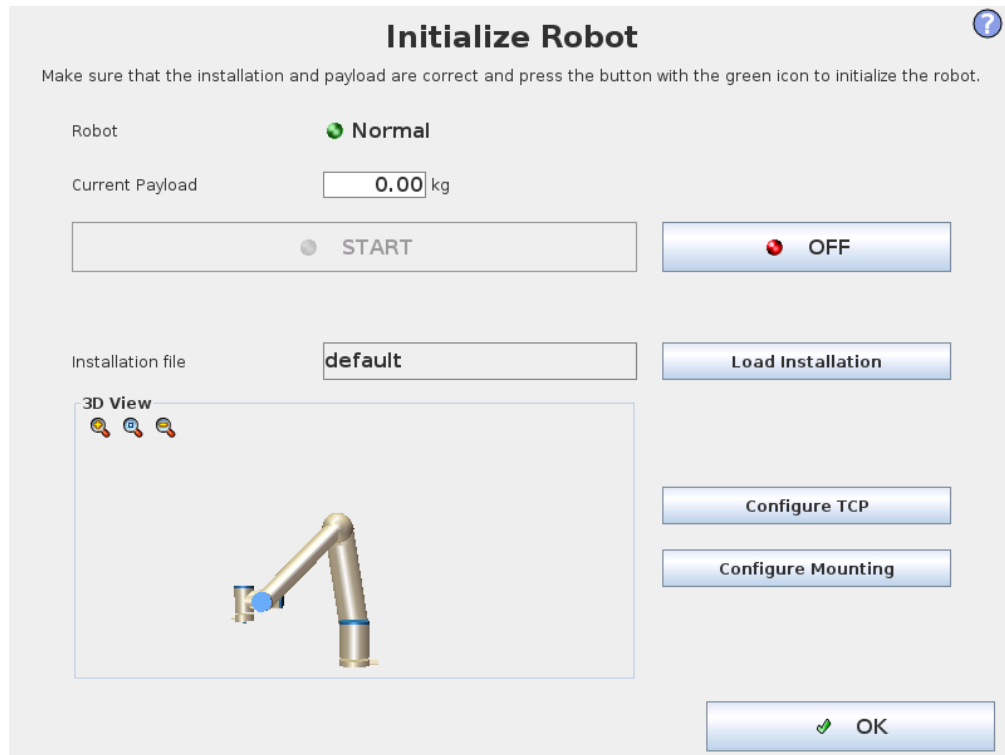 Initialize Robot
?
Make sure that the installation and payload are correct and press the button with the green icon to initialize the robot.
Robot Normal
Current Payload 0.00 kg
START OFF
Installation file default Load Installation
3D View
Configure TCP
Configure Mounting
OK